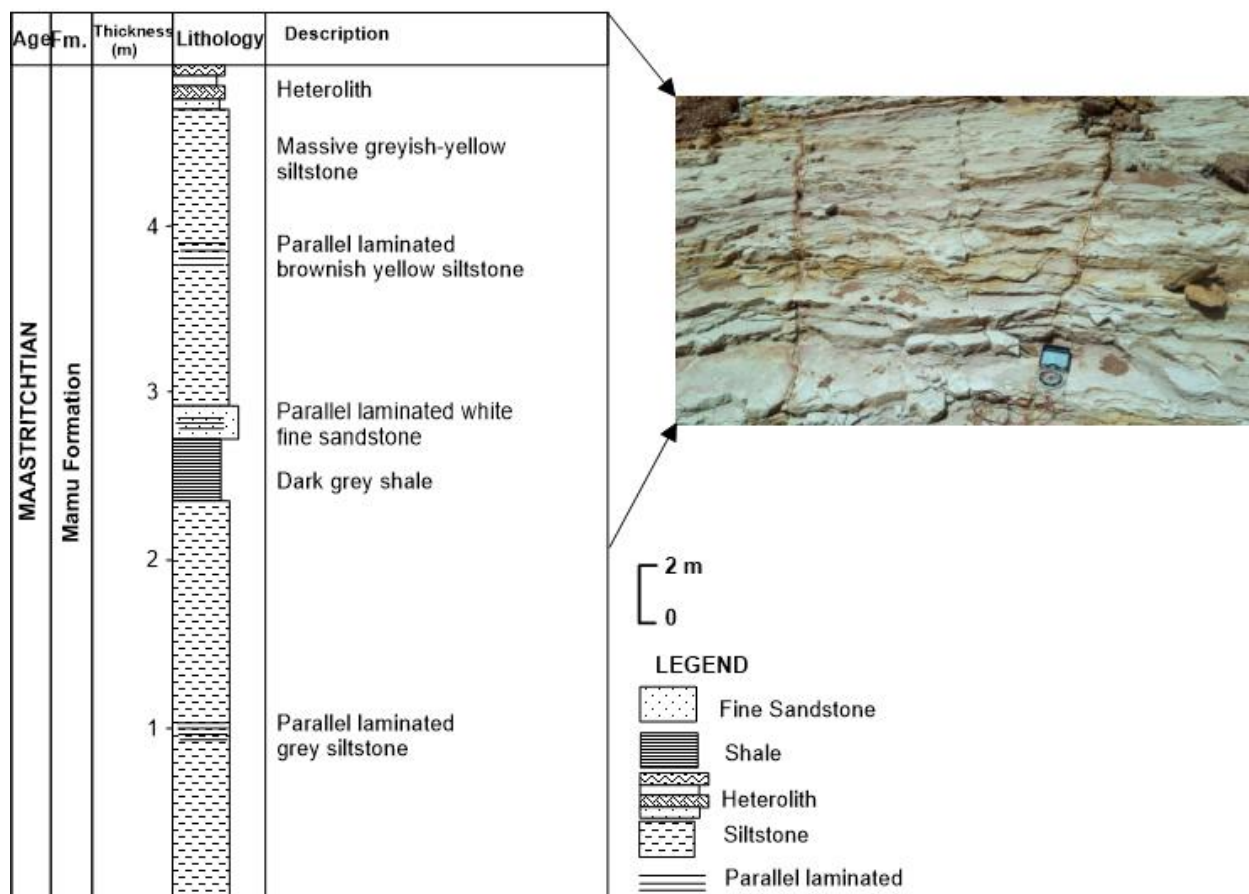 Age Fm. Thickness (m) Lithology Description
Heterolith
Massive greyish-yellow
siltstone
4
Parallel laminated
brownish yellow siltstone
3
Parallel laminated white
fine sandstone
Dark grey shale
2
1
Parallel laminated
grey siltstone
MAASTRITCHTIAN
Mamu Formation
2 m
0
LEGEND
Fine Sandstone
Shale
Heterolith
Siltstone
Parallel laminated